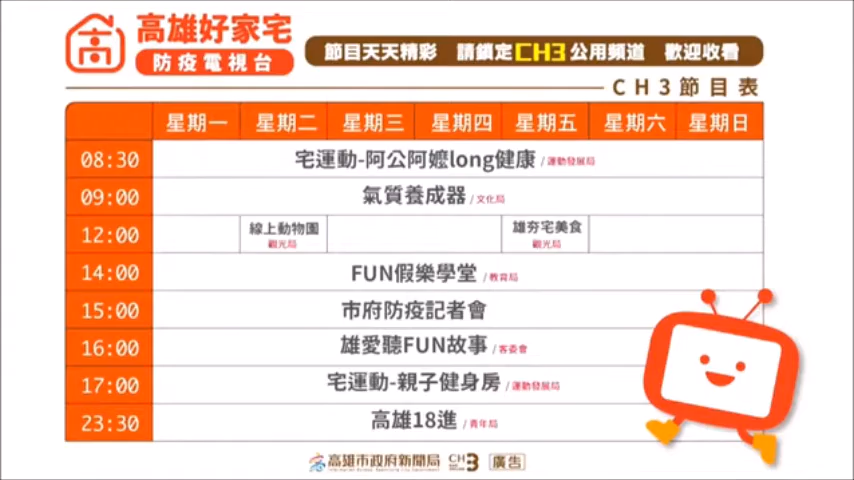 高雄好家宅
防疫電視台
節目天天精彩 請鎖定CH3公用頻道 歡迎收看
CH3節目表
星期一 星期二 星期三 星期四 星期五 星期六 星期日
08:30 宅運動-阿公阿嬤long健康 /運動發展局
09:00 氣質養成器 /文化局
12:00 線上動物園 觀光局 雄夯宅美食 觀光局
14:00 FUN假樂學堂 /教育局
15:00 市府防疫記者會
16:00 雄愛聽FUN故事 /客委會
17:00 宅運動-親子健身房 /運動發展局
23:30 高雄18進 /青年局
高雄市政府新聞局 CH3 廣告